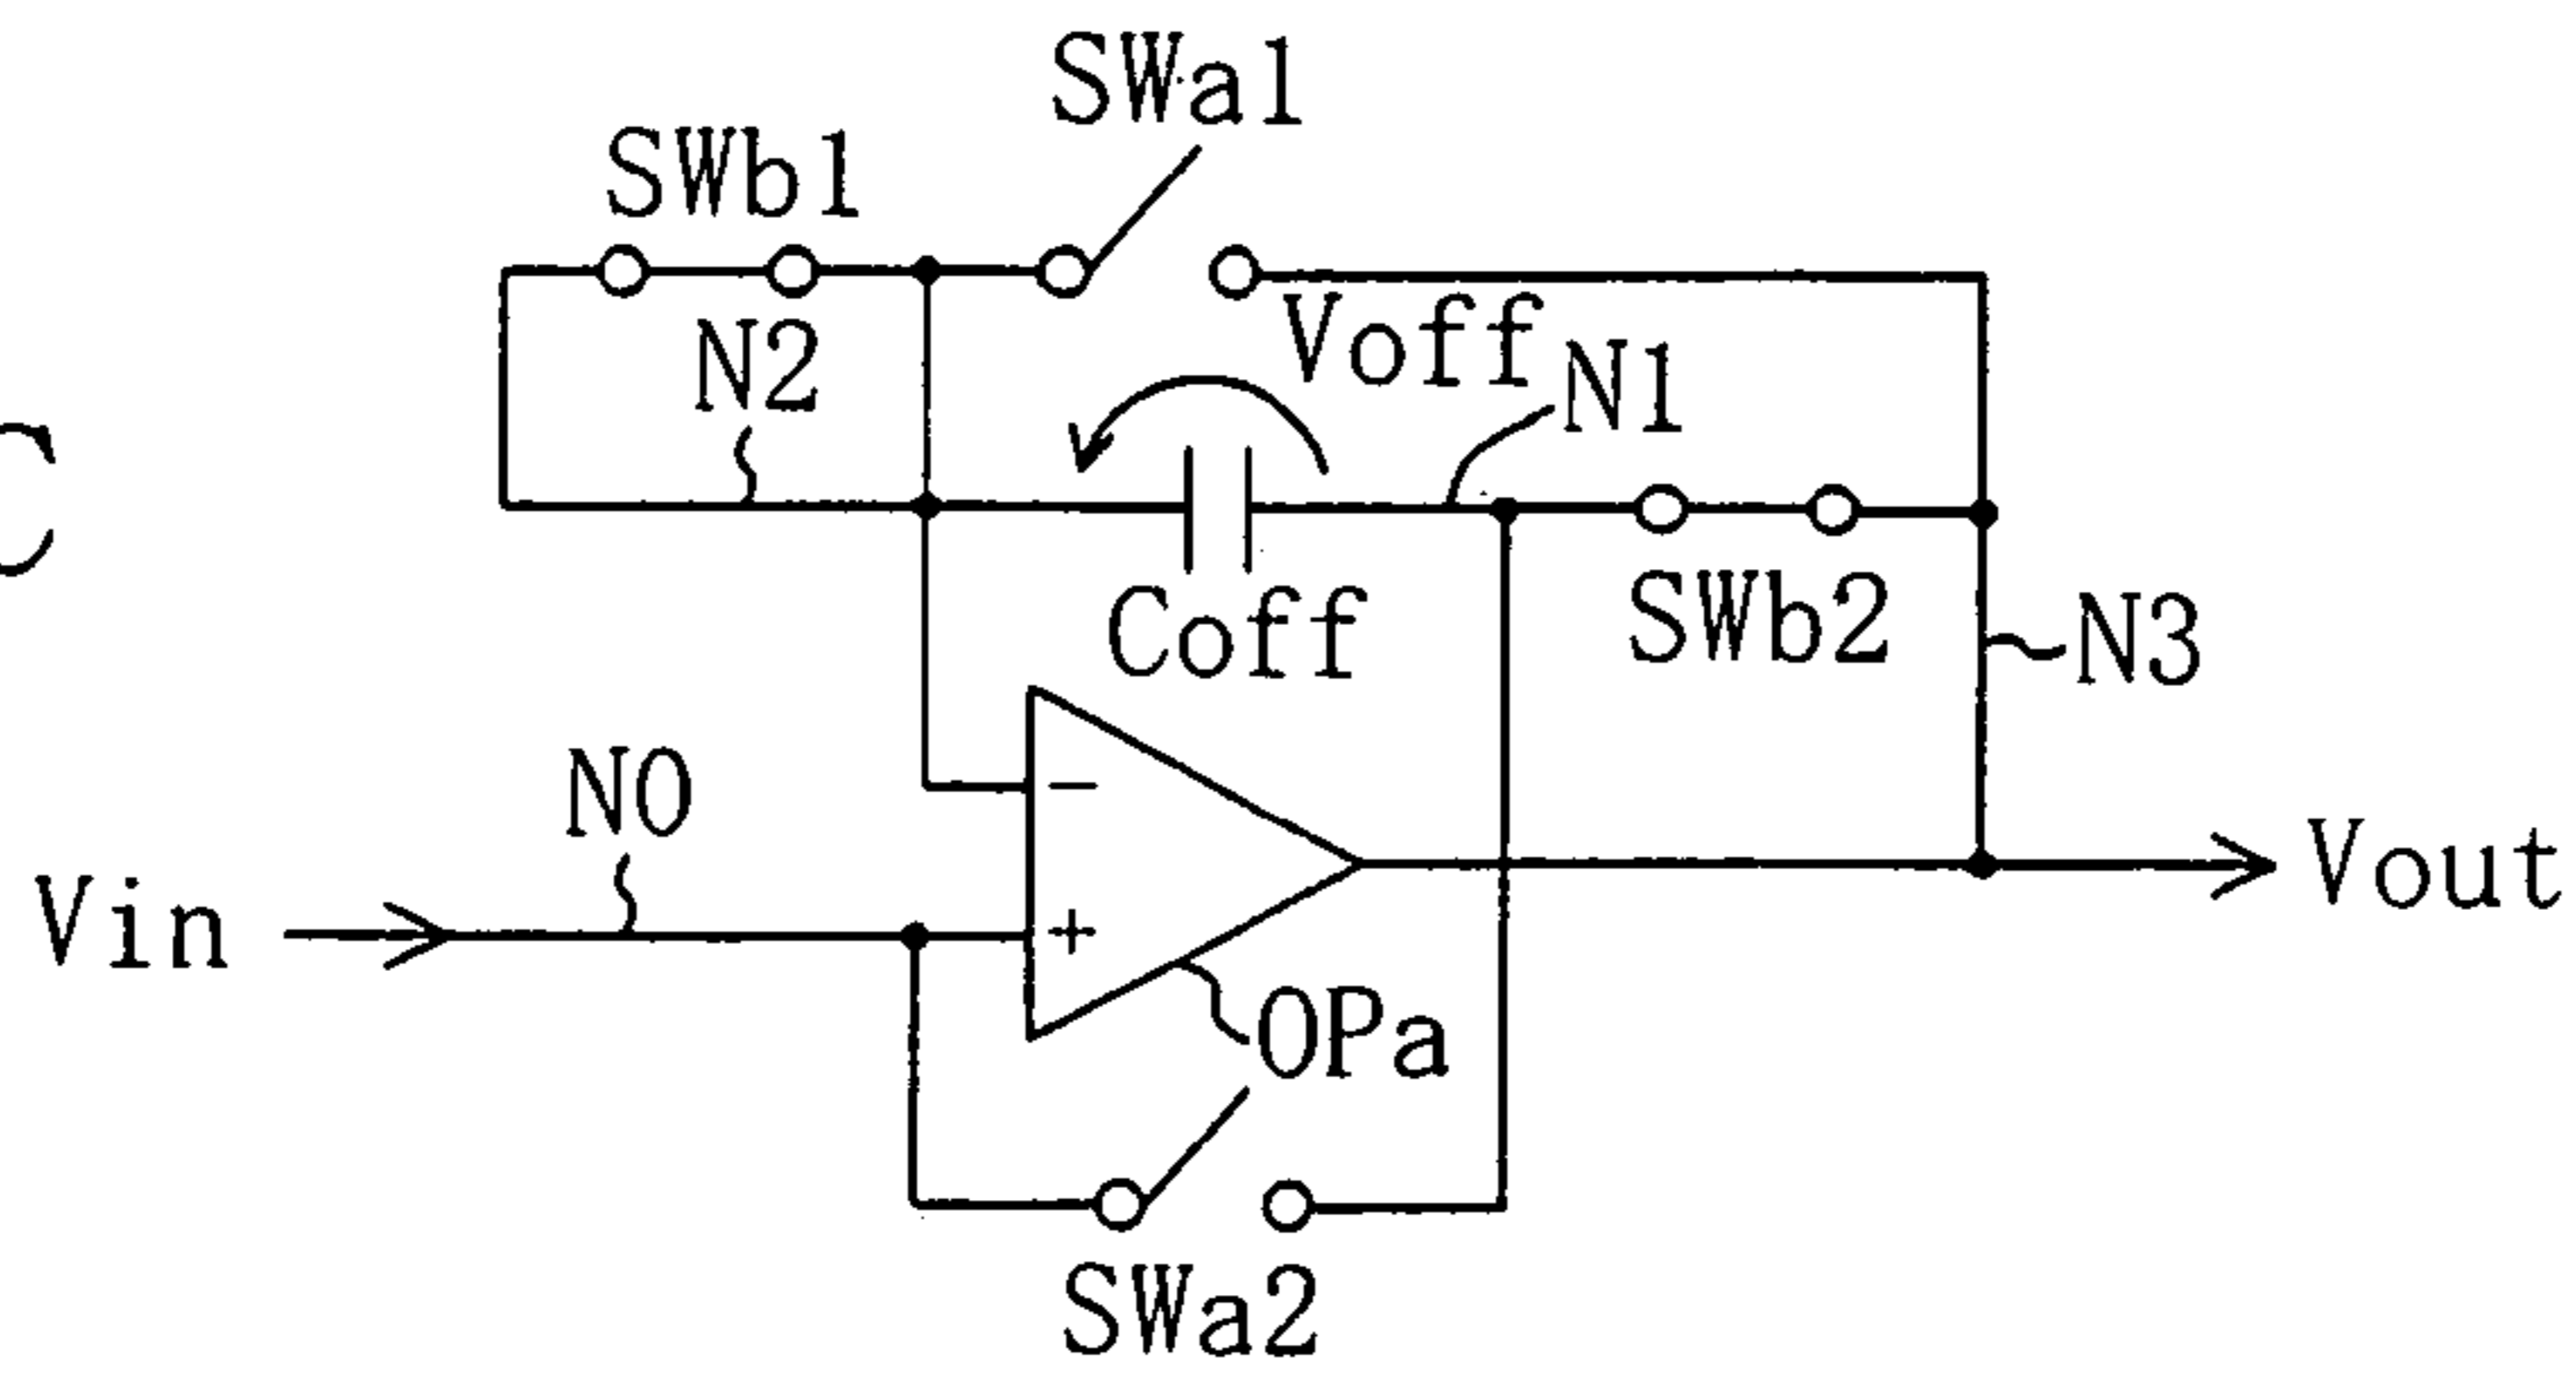 SWa1
SWb1
Voff
N1
N2
C
Coff
SWb2
N3
N0
−
Vin
+
Vout
OPa
SWa2